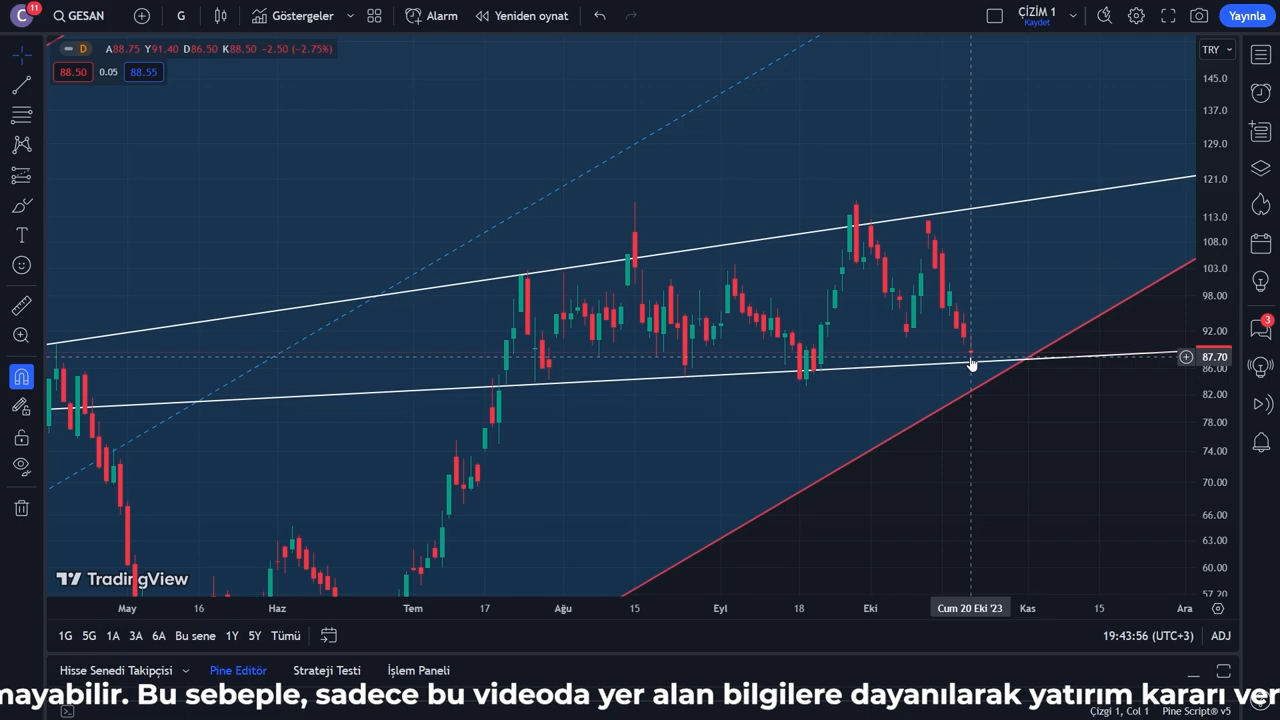 C 11 GESAN G Göstergeler Alarm Yeniden oynat ÇİZİM 1 Kaydet Yayınla
D A88.75 Y91.40 D86.50 K88.50 -2.50 (-2.75%) TRY
88.50 0.05 88.55
145.0
137.0
129.0
121.0
113.0
108.0
103.0
98.00
92.00
3
87.70
86.00
82.00
78.00
74.00
70.00
66.00
63.00
60.00
57.20
TradingView
May 16 Haz Tem 17 Ağu 15 Eyl 18 Eki Cum 20 Eki '23 Kas 15 Ara
1G 5G 1A 3A 6A Bu sene 1Y 5Y Tümü 19:43:56 (UTC+3) ADJ
Hisse Senedi Takipçisi Pine Editör Strateji Testi İşlem Paneli
mayabilir. Bu sebeple, sadece bu videoda yer alan bilgilere dayanılarak yatırım kararı ver
Çizgi 1, Col 1 Pine Script® v5